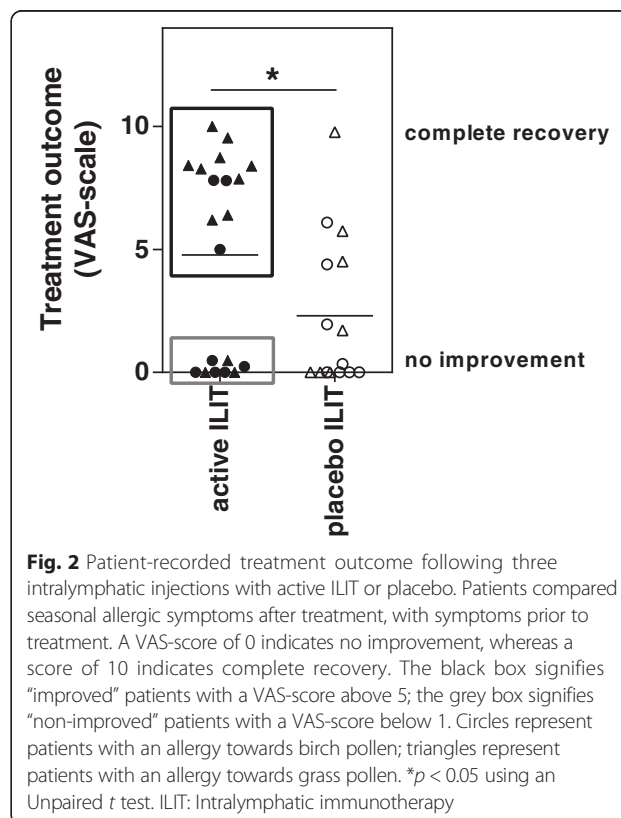 *
10
complete recovery
Treatment outcome
(VAS-scale)
5
0
no improvement
active ILIT
placebo ILIT
Fig. 2 Patient-recorded treatment outcome following three
intralymphatic injections with active ILIT or placebo. Patients compared
seasonal allergic symptoms after treatment, with symptoms prior to
treatment. A VAS-score of 0 indicates no improvement, whereas a
score of 10 indicates complete recovery. The black box signifies
“improved” patients with a VAS-score above 5; the grey box signifies
“non-improved” patients with a VAS-score below 1. Circles represent
patients with an allergy towards birch pollen; triangles represent
patients with an allergy towards grass pollen. *p < 0.05 using an
Unpaired t test. ILIT: Intralymphatic immunotherapy